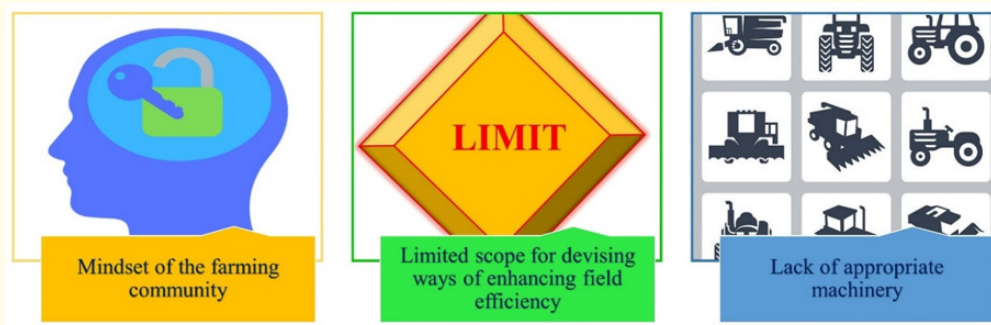 LIMIT
Mindset of the farming
community
Limited scope for devising
ways of enhancing field
efficiency
Lack of appropriate
machinery